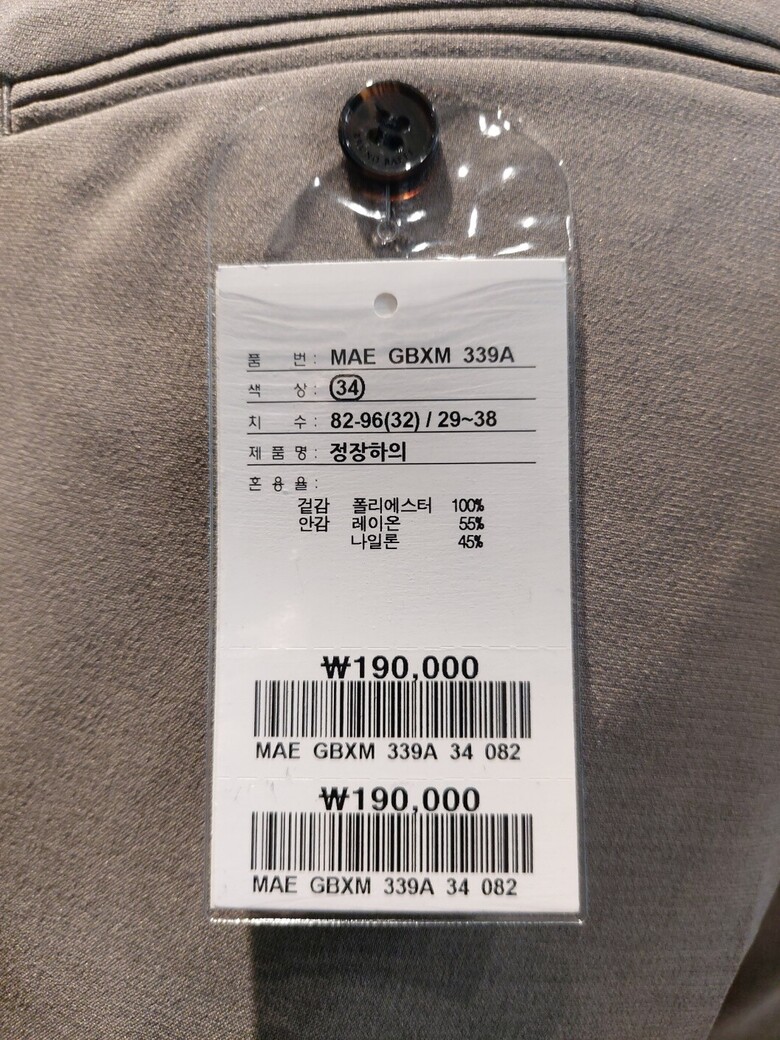 품 번 : MAE GBXM 339A
색 상 : 34
치 수 : 82-96(32) / 29~38
제 품 명 : 정장하의
혼 용 율 :
겉감 폴리에스터 100%
안감 레이온 55%
나일론 45%
₩190,000
MAE GBXM 339A 34 082
₩190,000
MAE GBXM 339A 34 082